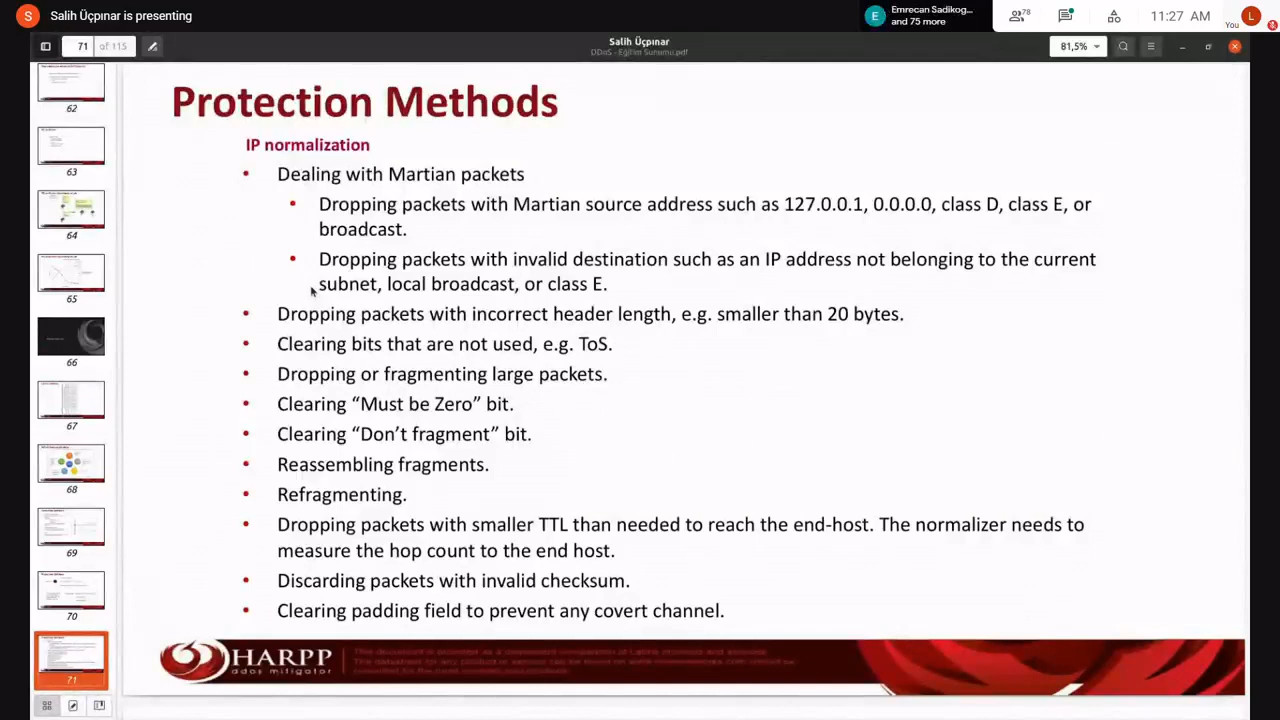 S Salih Üçpınar is presenting
E Emrecan Sadikog...
and 75 more
78
11:27 AM
L
You
71 of 115
Salih Üçpınar
DDoS - Eğitim Sunumu.pdf
81,5%
62
63
64
65
66
67
68
69
70
71
Protection Methods
IP normalization
• Dealing with Martian packets
• Dropping packets with Martian source address such as 127.0.0.1, 0.0.0.0, class D, class E, or
broadcast.
• Dropping packets with invalid destination such as an IP address not belonging to the current
subnet, local broadcast, or class E.
• Dropping packets with incorrect header length, e.g. smaller than 20 bytes.
• Clearing bits that are not used, e.g. ToS.
• Dropping or fragmenting large packets.
• Clearing “Must be Zero” bit.
• Clearing “Don’t fragment” bit.
• Reassembling fragments.
• Refragmenting.
• Dropping packets with smaller TTL than needed to reach the end-host. The normalizer needs to
measure the hop count to the end host.
• Discarding packets with invalid checksum.
• Clearing padding field to prevent any covert channel.
HARPP
ddos mitigator